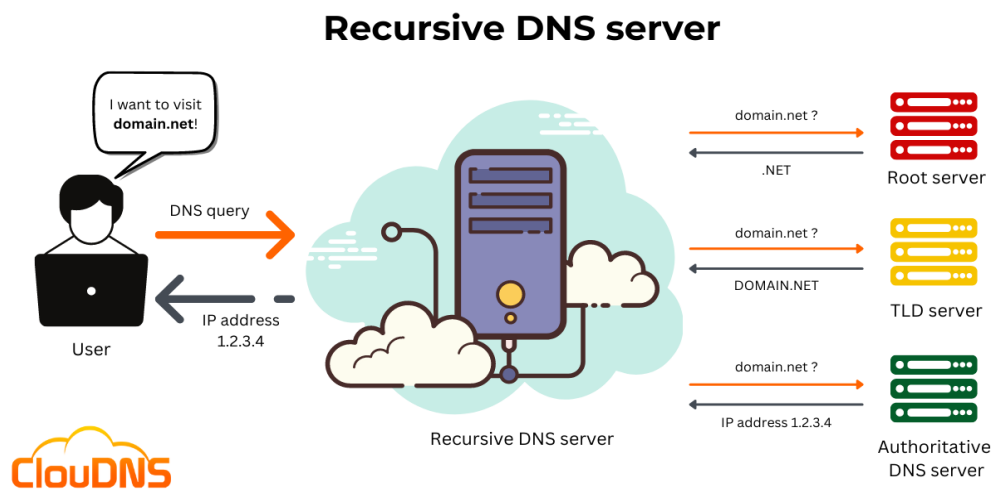 Recursive DNS server
I want to visit
domain.net!
DNS query
IP address
1.2.3.4
User
Recursive DNS server
domain.net ?
.NET
Root server
domain.net ?
DOMAIN.NET
TLD server
domain.net ?
IP address 1.2.3.4
Authoritative
DNS server
ClouDNS